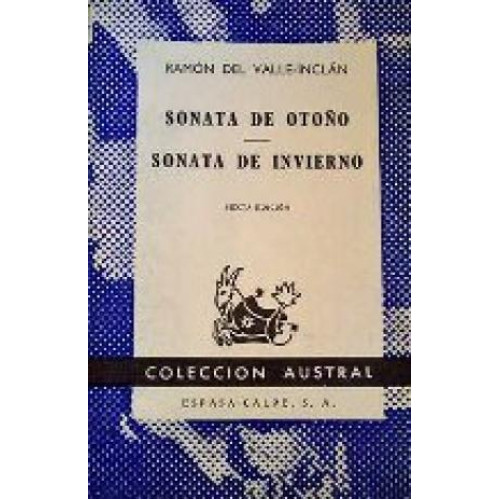 RAMÓN DEL VALLE-INCLÁN
SONATA DE OTOÑO
SONATA DE INVIERNO
SEXTA EDICIÓN
COLECCION AUSTRAL
ESPASA-CALPE, S. A.